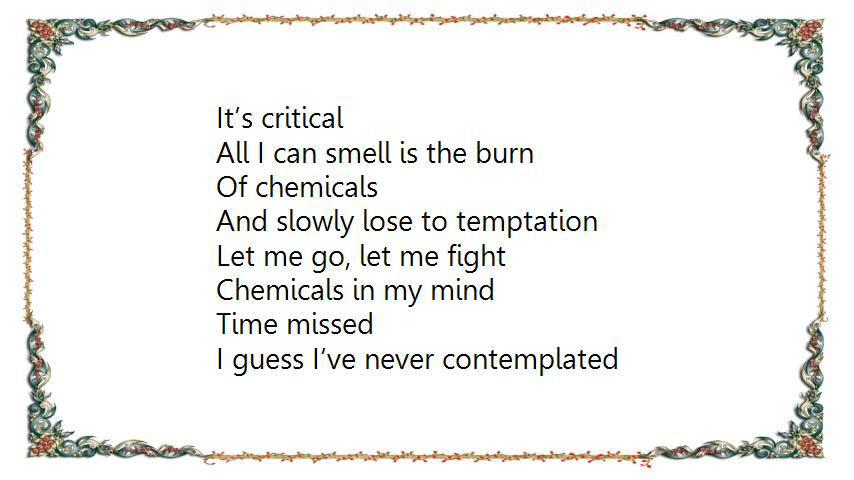 It’s critical
All I can smell is the burn
Of chemicals
And slowly lose to temptation
Let me go, let me fight
Chemicals in my mind
Time missed
I guess I’ve never contemplated